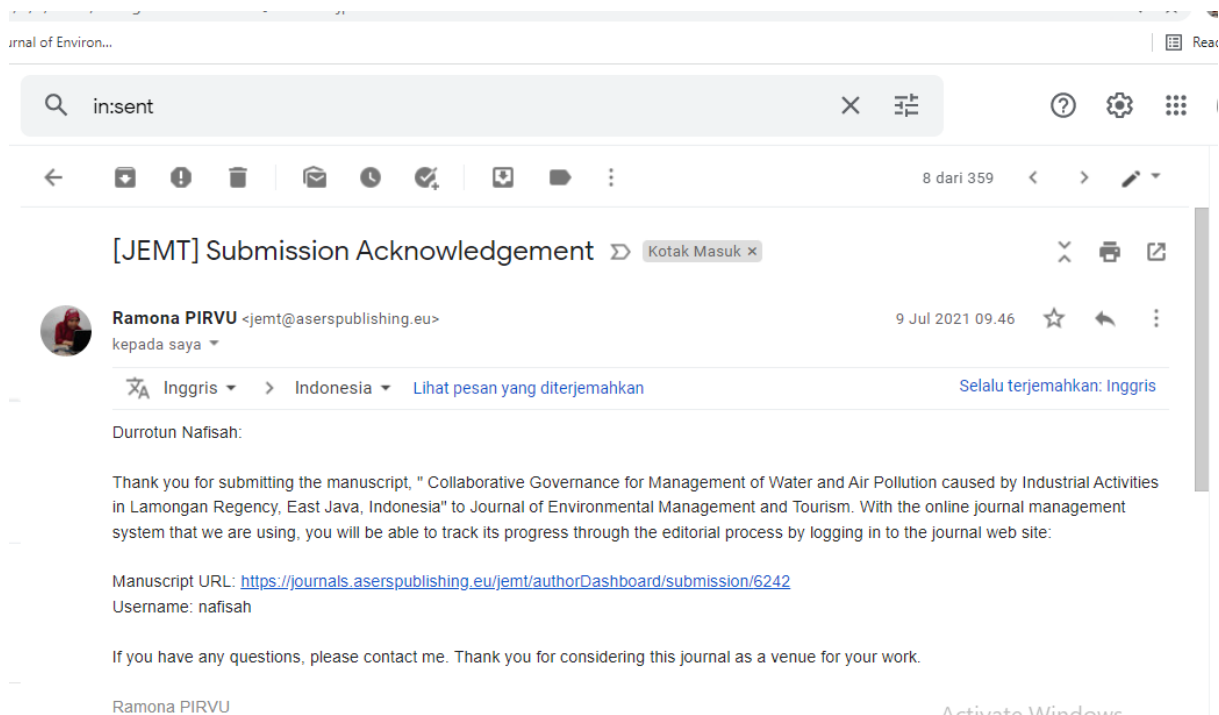 urnal of Environ...
Read
in:sent
8 dari 359
[JEMT] Submission Acknowledgement Kotak Masuk ×
Ramona PIRVU <jemt@aserspublishing.eu>
9 Jul 2021 09.46
kepada saya
Inggris > Indonesia Lihat pesan yang diterjemahkan
Selalu terjemahkan: Inggris
Durrotun Nafisah:
Thank you for submitting the manuscript, " Collaborative Governance for Management of Water and Air Pollution caused by Industrial Activities
in Lamongan Regency, East Java, Indonesia" to Journal of Environmental Management and Tourism. With the online journal management
system that we are using, you will be able to track its progress through the editorial process by logging in to the journal web site:
Manuscript URL: https://journals.aserspublishing.eu/jemt/authorDashboard/submission/6242
Username: nafisah
If you have any questions, please contact me. Thank you for considering this journal as a venue for your work.
Ramona PIRVU
Activate Windows